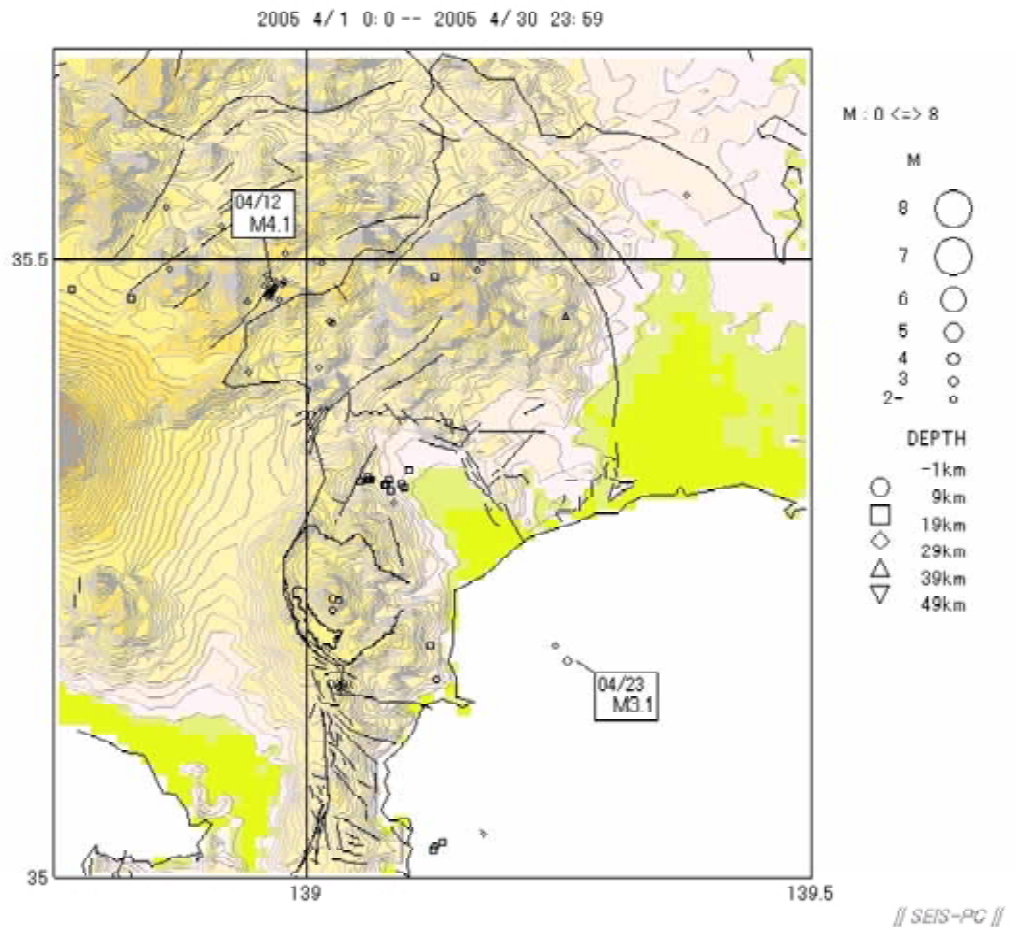 2005 4/ 1 0: 0 -- 2005 4/30 23:59
M : 0 <=> 8
M
8
7
6
5
4
3
2-
DEPTH
-1km
9km
19km
29km
39km
49km
04/12
M4.1
35.5
04/23
M3.1
35
139
139.5
// SEIS-PC //